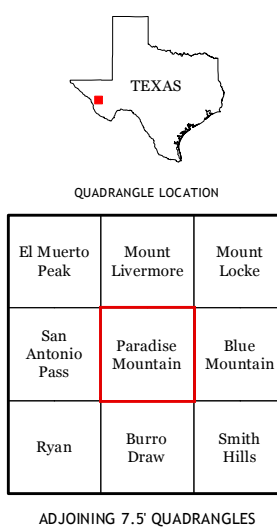 TEXAS
QUADRANGLE LOCATION
El Muerto
Peak
Mount
Livermore
Mount
Locke
San
Antonio
Pass
Paradise
Mountain
Blue
Mountain
Ryan
Burro
Draw
Smith
Hills
ADJOINING 7.5' QUADRANGLES